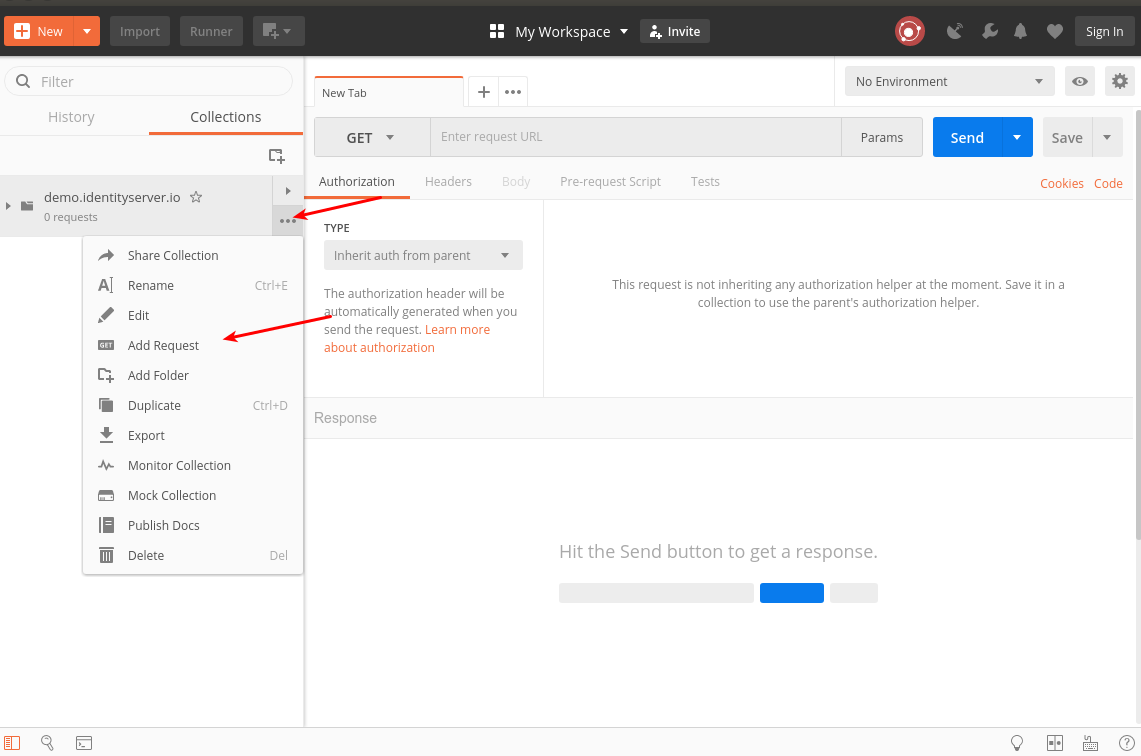 New
Import
Runner
My Workspace
Invite
Sign In
Filter
History
Collections
demo.identityserver.io
0 requests
Share Collection
Rename Ctrl+E
Edit
GET Add Request
Add Folder
Duplicate Ctrl+D
Export
Monitor Collection
Mock Collection
Publish Docs
Delete Del
New Tab
No Environment
GET
Enter request URL
Params
Send
Save
Authorization
Headers
Body
Pre-request Script
Tests
Cookies
Code
TYPE
Inherit auth from parent
The authorization header will be
automatically generated when you
send the request. Learn more
about authorization
This request is not inheriting any authorization helper at the moment. Save it in a
collection to use the parent's authorization helper.
Response
Hit the Send button to get a response.